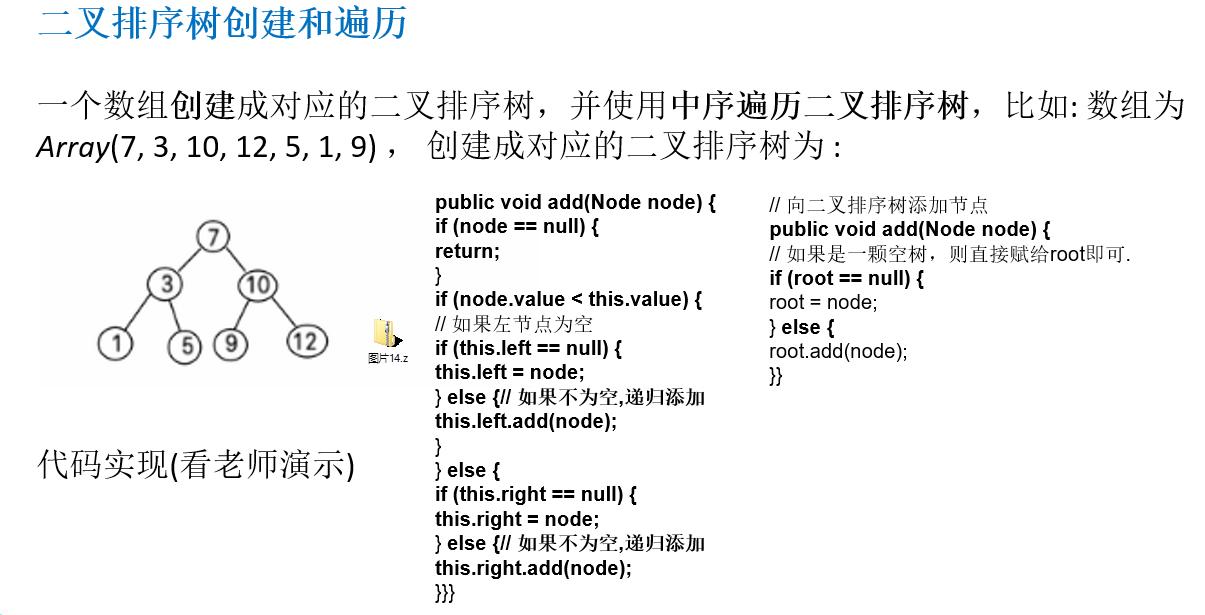 二叉排序树创建和遍历
一个数组创建成对应的二叉排序树，并使用中序遍历二叉排序树，比如: 数组为
Array(7, 3, 10, 12, 5, 1, 9) ， 创建成对应的二叉排序树为 :
7
3
10
1
5
9
12
图片14.z
代码实现(看老师演示)
public void add(Node node) {
if (node == null) {
return;
}
if (node.value < this.value) {
// 如果左节点为空
if (this.left == null) {
this.left = node;
} else {// 如果不为空,递归添加
this.left.add(node);
}
} else {
if (this.right == null) {
this.right = node;
} else {// 如果不为空,递归添加
this.right.add(node);
}}}
// 向二叉排序树添加节点
public void add(Node node) {
// 如果是一颗空树，则直接赋给root即可.
if (root == null) {
root = node;
} else {
root.add(node);
}}